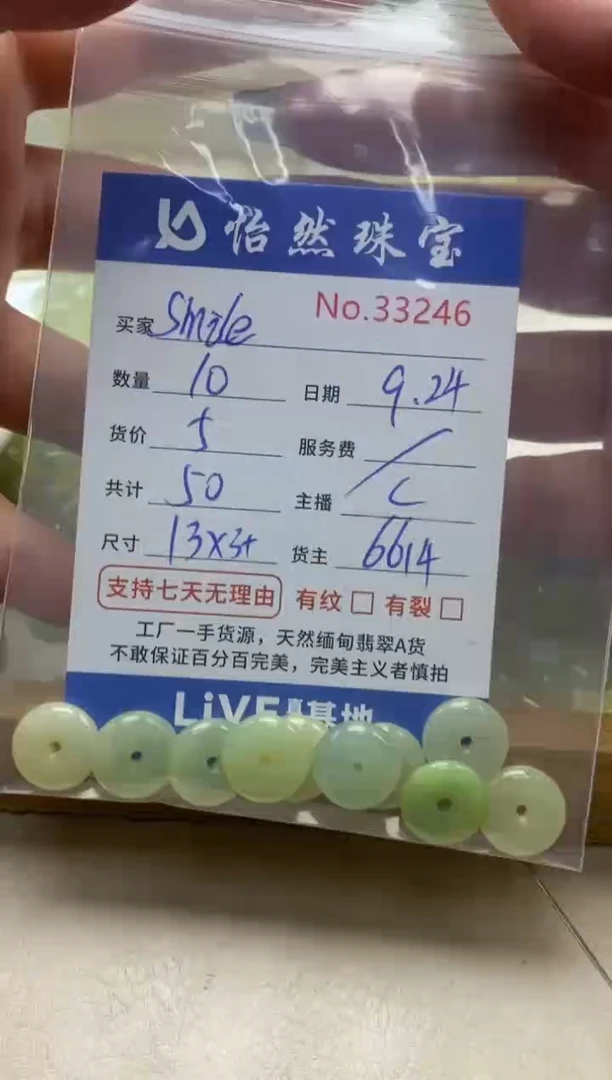 怡然珠宝
No.33246
买家 Smile
数量 10 日期 9.24
货价 5 服务费 /
共计 50 主播 C
尺寸 13x3+ 货主 6614
支持七天无理由 有纹 □ 有裂 □
工厂一手货源，天然缅甸翡翠A货
不敢保证百分百完美，完美主义者慎拍
LiVE 基地